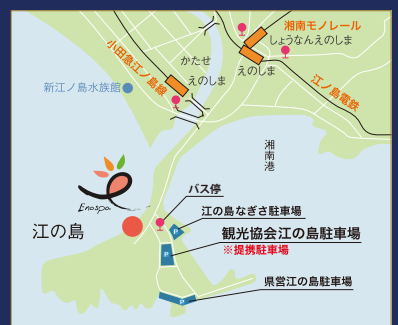 湘南モノレール
しょうなんえのしま
小田急江ノ島線
かたせ
えのしま
えのしま
江ノ島電鉄
新江ノ島水族館
湘南港
Enospa
バス停
江の島なぎさ駐車場
江の島
観光協会江の島駐車場
※提携駐車場
県営江の島駐車場
P
P
P